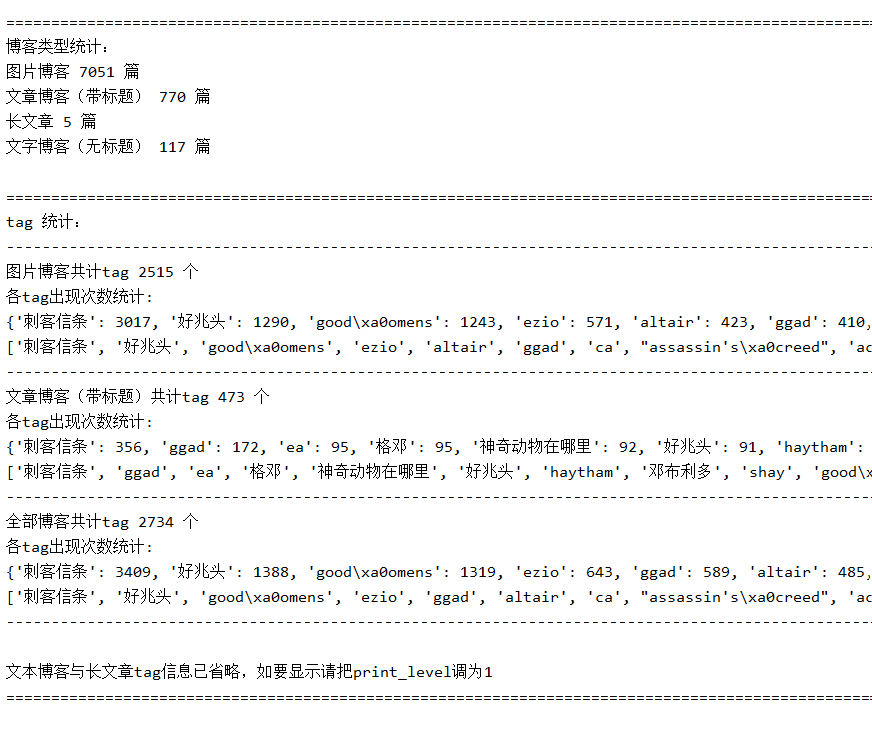 ================================================================================================
博客类型统计：
图片博客 7051 篇
文章博客（带标题） 770 篇
长文章 5 篇
文字博客（无标题） 117 篇
================================================================================================
tag 统计：
------------------------------------------------------------------------------------------------
图片博客共计tag 2515 个
各tag出现次数统计：
{'刺客信条': 3017, '好兆头': 1290, 'good\xa0omens': 1243, 'ezio': 571, 'altair': 423, 'ggad': 410,
['刺客信条', '好兆头', 'good\xa0omens', 'ezio', 'altair', 'ggad', 'ca', "assassin's\xa0creed", 'ac
------------------------------------------------------------------------------------------------
文章博客（带标题）共计tag 473 个
各tag出现次数统计：
{'刺客信条': 356, 'ggad': 172, 'ea': 95, '格邓': 95, '神奇动物在哪里': 92, '好兆头': 91, 'haytham':
['刺客信条', 'ggad', 'ea', '格邓', '神奇动物在哪里', '好兆头', 'haytham', '邓布利多', 'shay', 'good\x
------------------------------------------------------------------------------------------------
全部博客共计tag 2734 个
各tag出现次数统计：
{'刺客信条': 3409, '好兆头': 1388, 'good\xa0omens': 1319, 'ezio': 643, 'ggad': 589, 'altair': 485,
['刺客信条', '好兆头', 'good\xa0omens', 'ezio', 'ggad', 'altair', 'ca', "assassin's\xa0creed", 'ac
------------------------------------------------------------------------------------------------
文本博客与长文章tag信息已省略，如要显示请把print_level调为1
================================================================================================